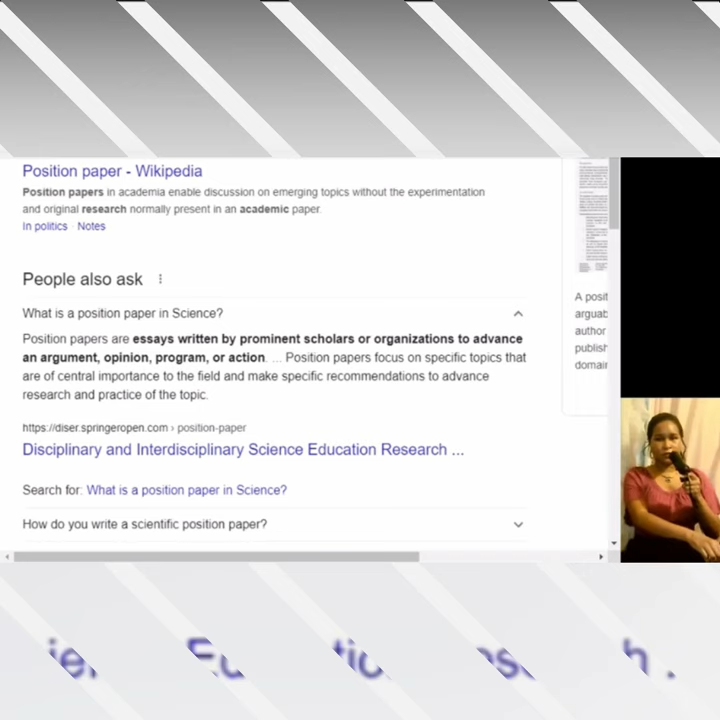 Position paper - Wikipedia
Position papers in academia enable discussion on emerging topics without the experimentation
and original research normally present in an academic paper.
In politics · Notes
People also ask
What is a position paper in Science?
Position papers are essays written by prominent scholars or organizations to advance
an argument, opinion, program, or action. ... Position papers focus on specific topics that
are of central importance to the field and make specific recommendations to advance
research and practice of the topic.
https://diser.springeropen.com › position-paper
Disciplinary and Interdisciplinary Science Education Research ...
Search for: What is a position paper in Science?
How do you write a scientific position paper?
A posit
arguab
author
publish
domain